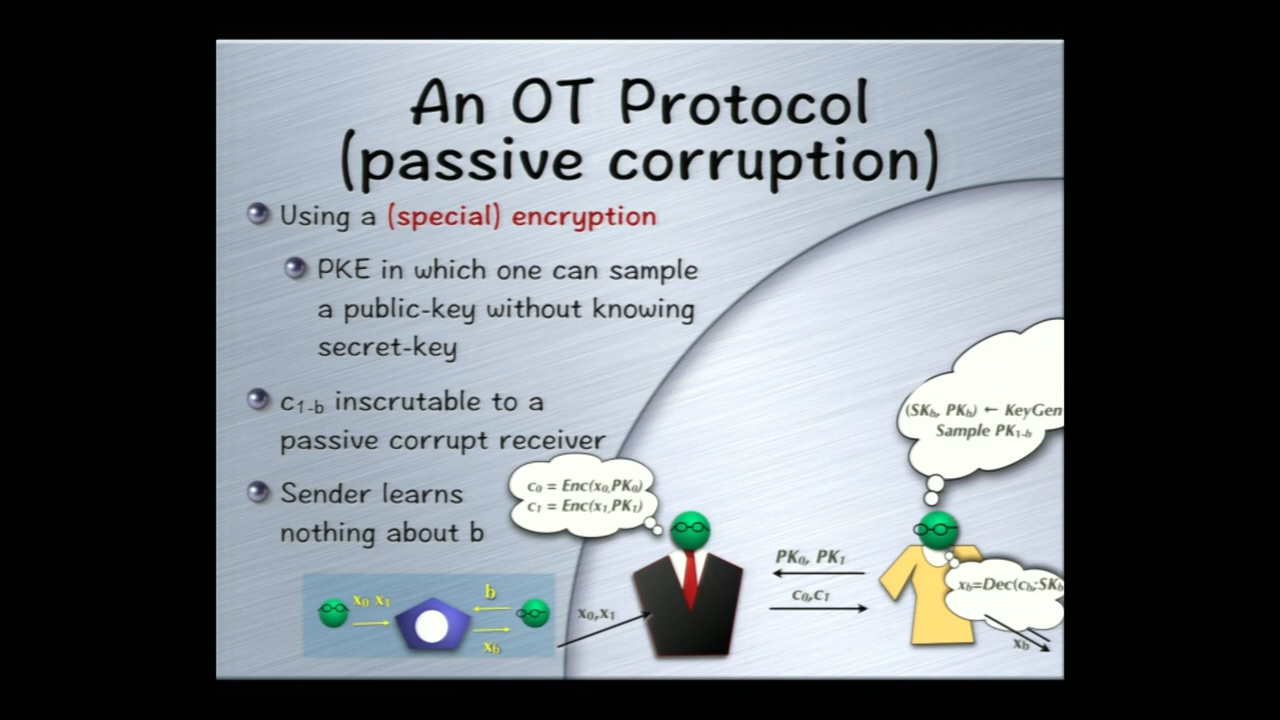 An OT Protocol
(passive corruption)
Using a (special) encryption
PKE in which one can sample
a public-key without knowing
secret-key
c₁₋b inscrutable to a
passive corrupt receiver
Sender learns
nothing about b
(SKb, PKb) ← KeyGen
Sample PK₁₋b
c₀ = Enc(x₀,PK₀)
c₁ = Enc(x₁,PK₁)
PK₀, PK₁
c₀,c₁
xb=Dec(cb;SKb
x₀,x₁
xb
x₀ x₁
b
xb